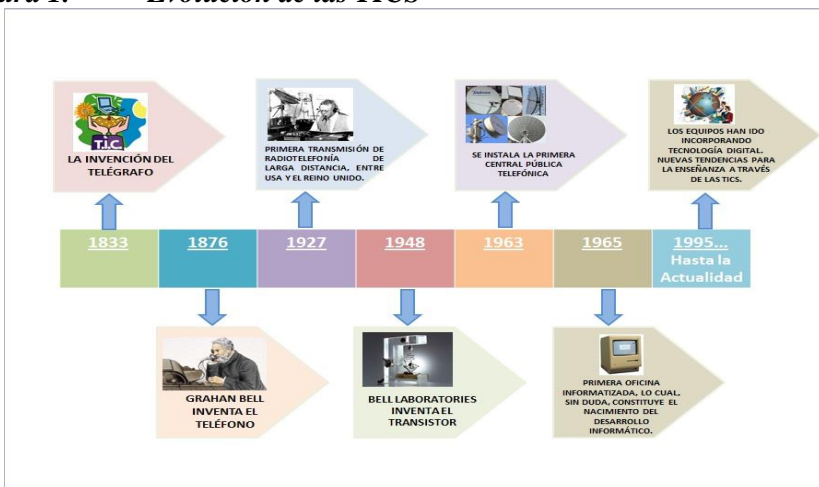 Evolución de las TICS
T.I.C.
LA INVENCIÓN DEL
TELÉGRAFO
PRIMERA TRANSMISIÓN DE
RADIOTELEFONÍA DE
LARGA DISTANCIA, ENTRE
USA Y EL REINO UNIDO.
SE INSTALA LA PRIMERA
CENTRAL PÚBLICA
TELEFÓNICA
LOS EQUIPOS HAN IDO
INCORPORANDO
TECNOLOGÍA DIGITAL.
NUEVAS TENDENCIAS PARA
LA ENSEÑANZA A TRAVÉS
DE LAS TICS.
1833
1876
1927
1948
1963
1965
1995...
Hasta la
Actualidad
GRAHAN BELL
INVENTA EL
TELÉFONO
BELL LABORATORIES
INVENTA EL
TRANSISTOR
PRIMERA OFICINA
INFORMATIZADA, LO CUAL,
SIN DUDA, CONSTITUYE EL
NACIMIENTO DEL
DESARROLLO
INFORMÁTICO.